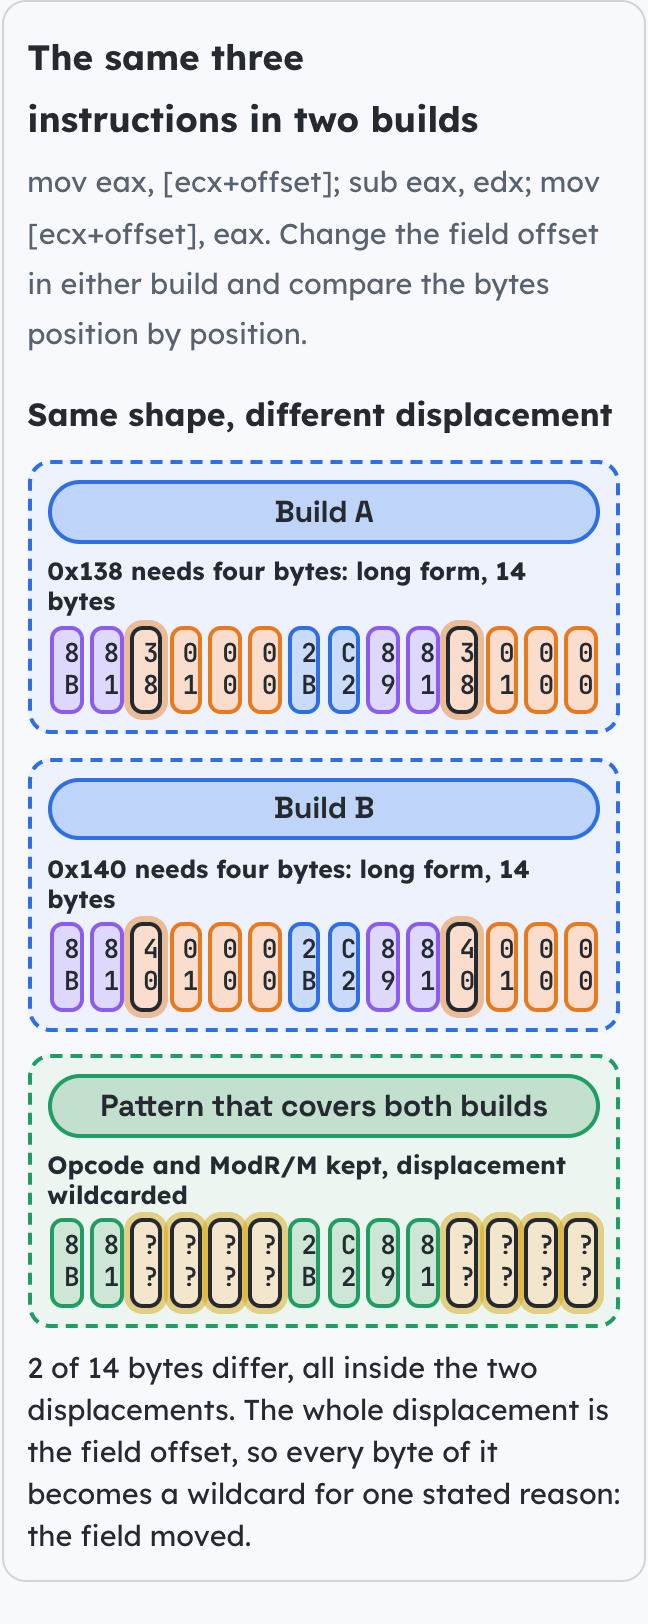 The same three
instructions in two builds
mov eax, [ecx+offset]; sub eax, edx; mov
[ecx+offset], eax. Change the field offset
in either build and compare the bytes
position by position.
Same shape, different displacement
Build A
0x138 needs four bytes: long form, 14
bytes
8B 81 38 01 00 00 2B C2 89 81 38 01 00 00
Build B
0x140 needs four bytes: long form, 14
bytes
8B 81 40 01 00 00 2B C2 89 81 40 01 00 00
Pattern that covers both builds
Opcode and ModR/M kept, displacement
wildcarded
8B 81 ?? ?? ?? ?? 2B C2 89 81 ?? ?? ?? ??
2 of 14 bytes differ, all inside the two
displacements. The whole displacement is
the field offset, so every byte of it
becomes a wildcard for one stated reason:
the field moved.